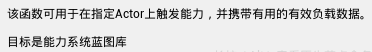 该函数可用于在指定Actor上触发能力，并携带有用的有效负载数据。
目标是能力系统蓝图库